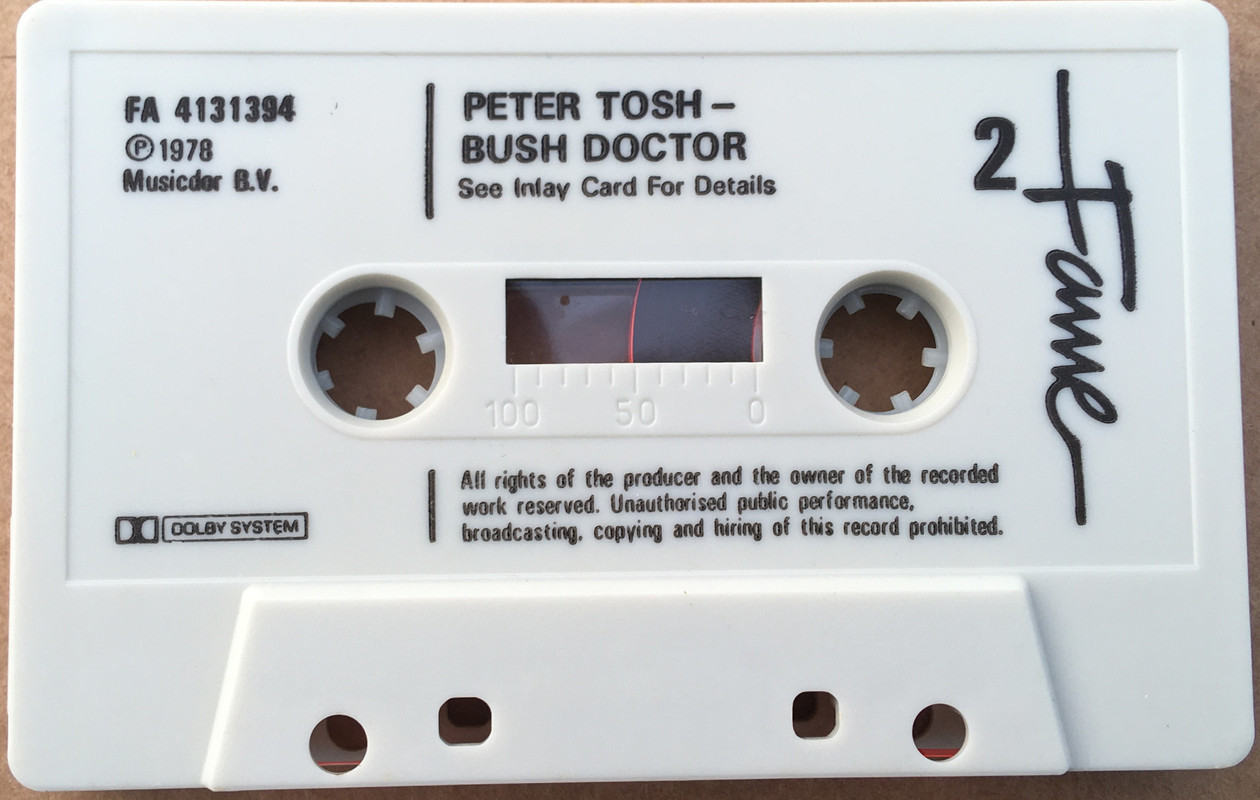 FA 4131394
Ⓟ 1978
Musicdor B.V.
PETER TOSH –
BUSH DOCTOR
See Inlay Card For Details
2
Fame
100 50 0
All rights of the producer and the owner of the recorded
work reserved. Unauthorised public performance,
broadcasting, copying and hiring of this record prohibited.
DOLBY SYSTEM